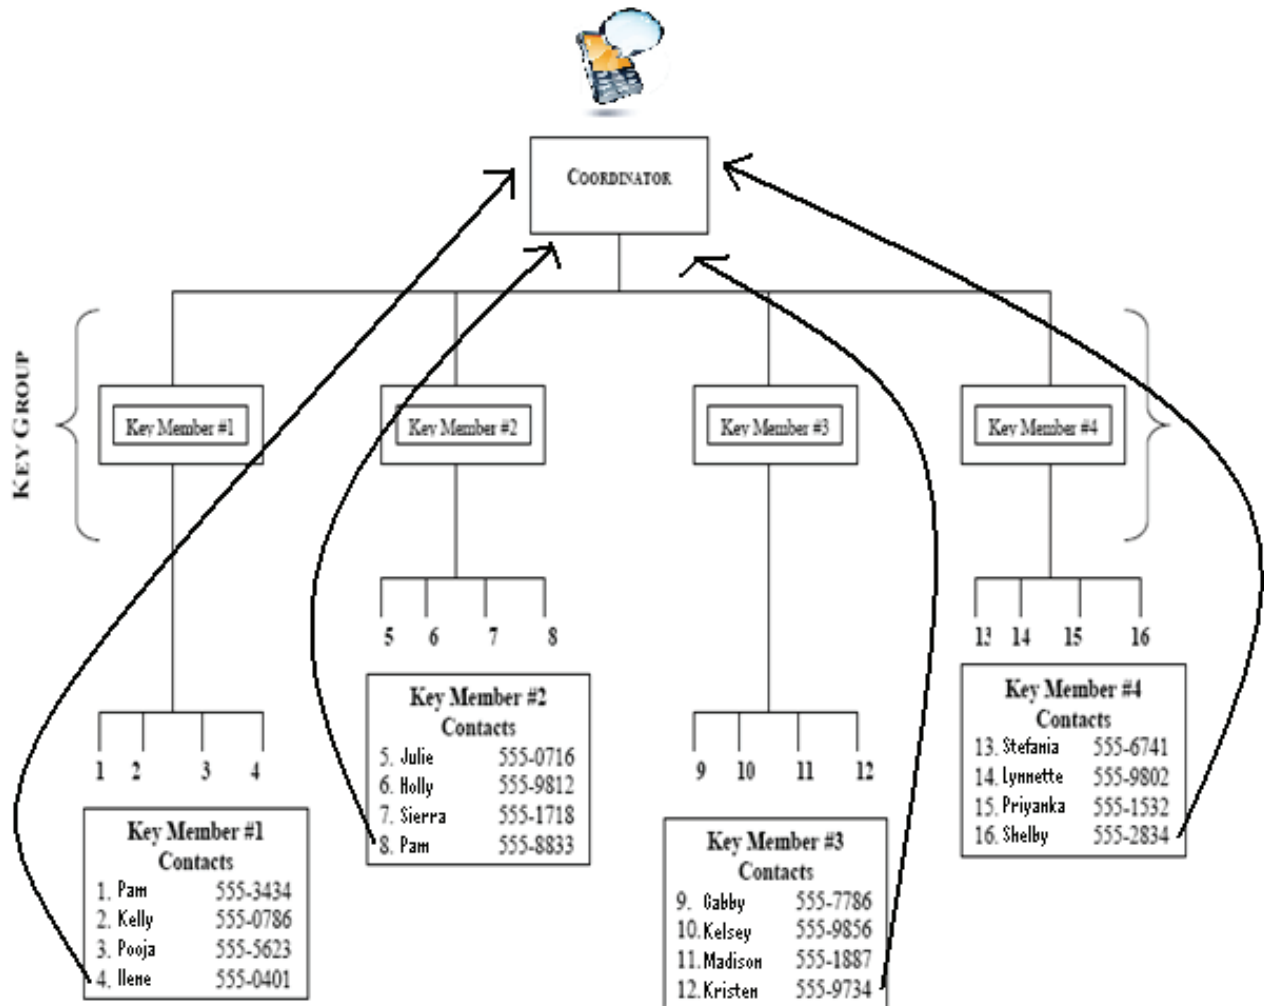 COORDINATOR
KEY GROUP
Key Member #1
Key Member #2
Key Member #3
Key Member #4
5 6 7 8
13 14 15 16
1 2 3 4
9 10 11 12
Key Member #1
Contacts
1. Pam 555-3434
2. Kelly 555-0786
3. Pooja 555-5623
4. Ilene 555-0401
Key Member #2
Contacts
5. Julie 555-0716
6. Holly 555-9812
7. Sierra 555-1718
8. Pam 555-8833
Key Member #3
Contacts
9. Gabby 555-7786
10. Kelsey 555-9856
11. Madison 555-1887
12. Kristen 555-9734
Key Member #4
Contacts
13. Stefania 555-6741
14. Lynnette 555-9802
15. Priyanka 555-1532
16. Shelby 555-2834